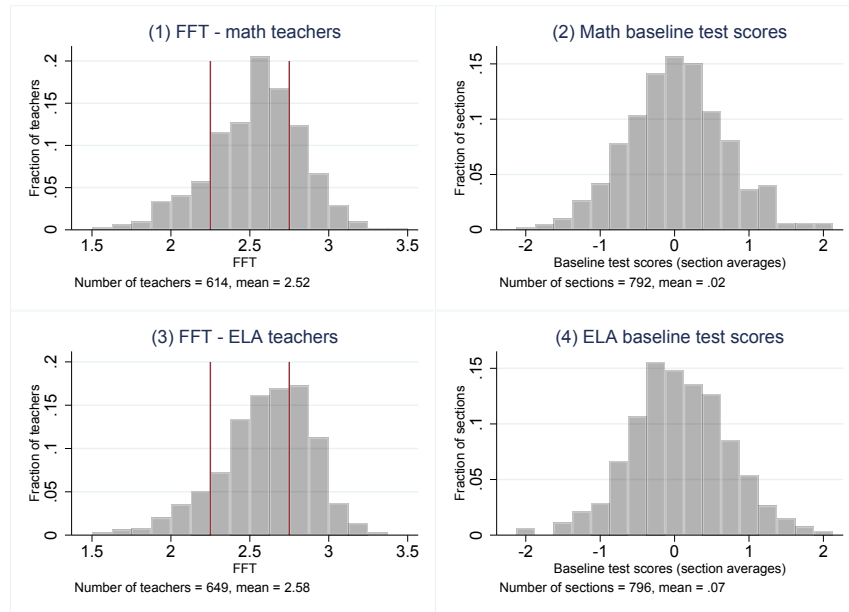 (1) FFT - math teachers
Fraction of teachers
0 .05 .1 .15 .2
1.5 2 2.5 3 3.5
FFT
Number of teachers = 614, mean = 2.52
(2) Math baseline test scores
Fraction of sections
0 .05 .1 .15
-2 -1 0 1 2
Baseline test scores (section averages)
Number of sections = 792, mean = .02
(3) FFT - ELA teachers
Fraction of teachers
0 .05 .1 .15 .2
1.5 2 2.5 3 3.5
FFT
Number of teachers = 649, mean = 2.58
(4) ELA baseline test scores
Fraction of sections
0 .05 .1 .15
-2 -1 0 1 2
Baseline test scores (section averages)
Number of sections = 796, mean = .07